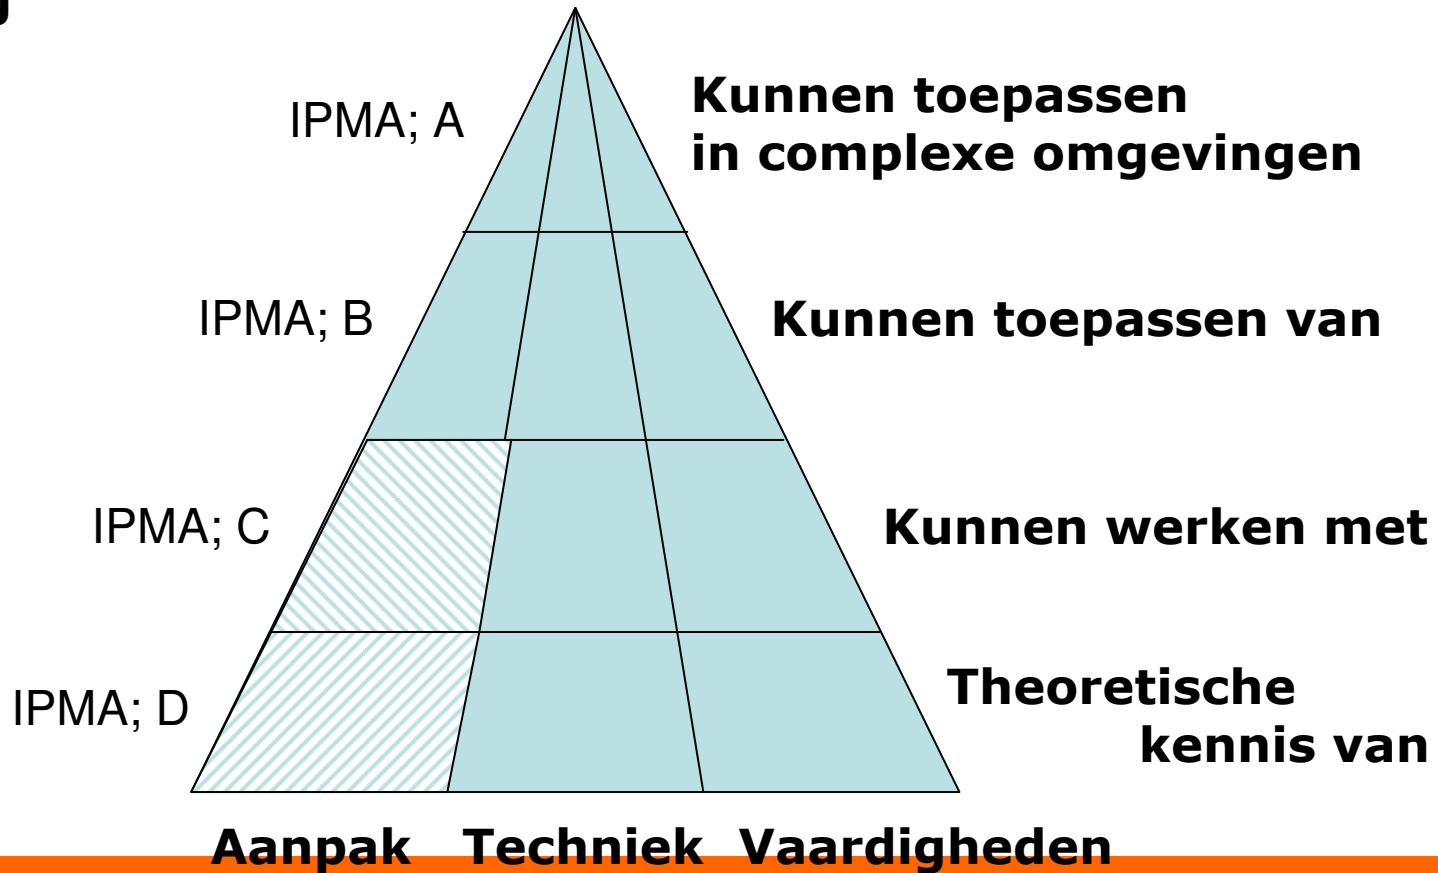 IPMA; A
Kunnen toepassen
in complexe omgevingen
IPMA; B
Kunnen toepassen van
IPMA; C
Kunnen werken met
IPMA; D
Theoretische
kennis van
Aanpak Techniek Vaardigheden